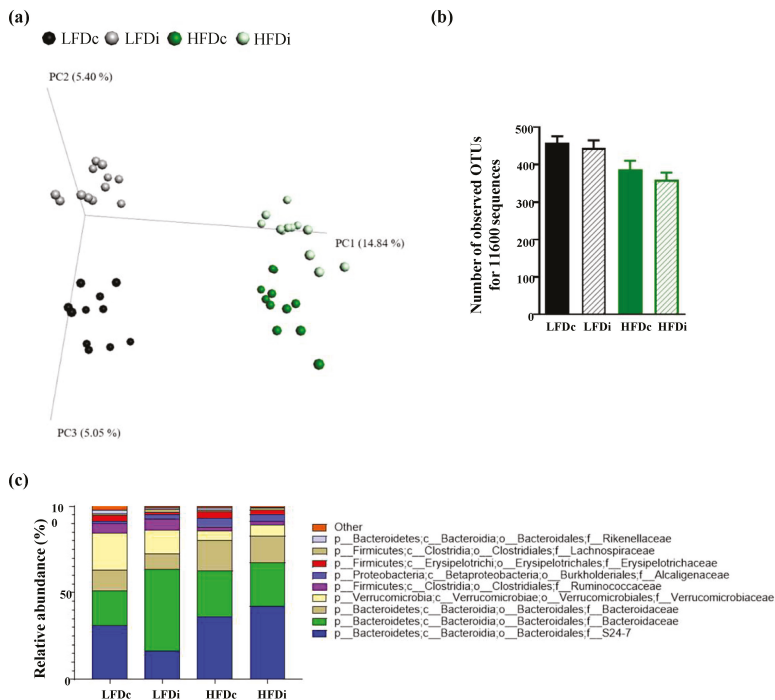 (a)
LFDc LFDi HFDc HFDi
PC2 (5.40 %)
PC1 (14.84 %)
PC3 (5.05 %)
(b)
Number of observed OTUs
for 11600 sequences
500
400
300
200
100
0
LFDc LFDi HFDc HFDi
(c)
Relative abundance (%)
10
0
50
0
LFDc LFDi HFDc HFDi
Other
p__Bacteroidetes;c__Bacteroidia;o__Bacteroidales;f__Rikenellaceae
p__Firmicutes;c__Clostridia;o__Clostridiales;f__Lachnospiraceae
p__Firmicutes;c__Erysipelotrichi;o__Erysipelotrichales;f__Erysipelotrichaceae
p__Proteobacteria;c__Betaproteobacteria;o__Burkholderiales;f__Alcaligenaceae
p__Firmicutes;c__Clostridia;o__Clostridiales;f__Ruminococcaceae
p__Verrucomicrobia;c__Verrucomicrobiae;o__Verrucomicrobiales;f__Verrucomicrobiaceae
p__Bacteroidetes;c__Bacteroidia;o__Bacteroidales;f__Bacteroidaceae
p__Bacteroidetes;c__Bacteroidia;o__Bacteroidales;f__Bacteroidaceae
p__Bacteroidetes;c__Bacteroidia;o__Bacteroidales;f__S24-7